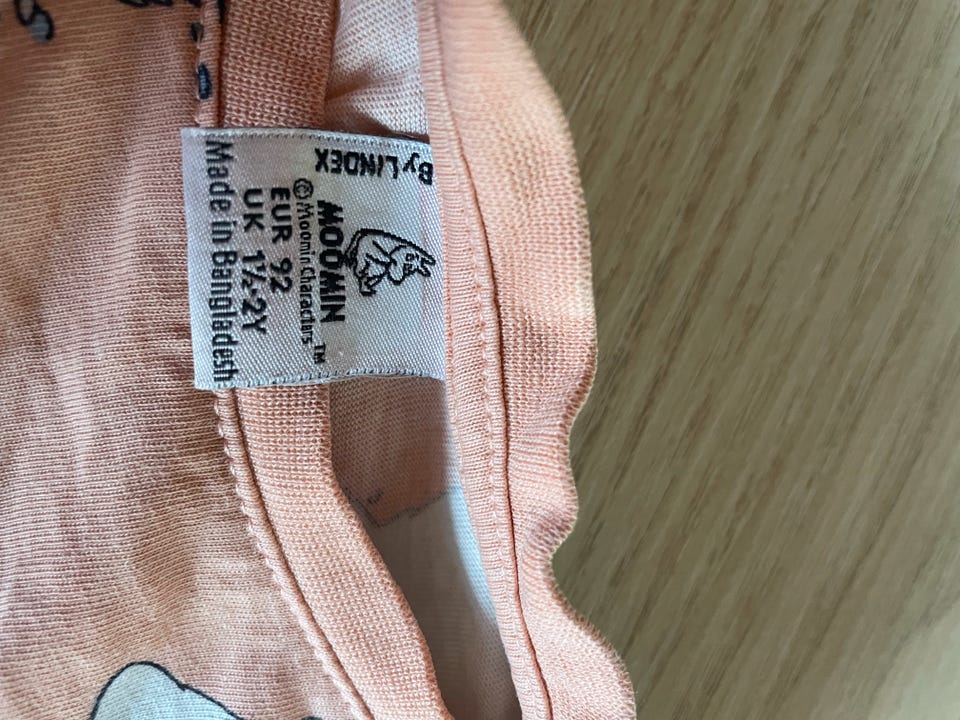 By LINDEX
MOOMIN
© Moomin Characters™
EUR 92
UK 1½-2Y
Made in Bangladesh